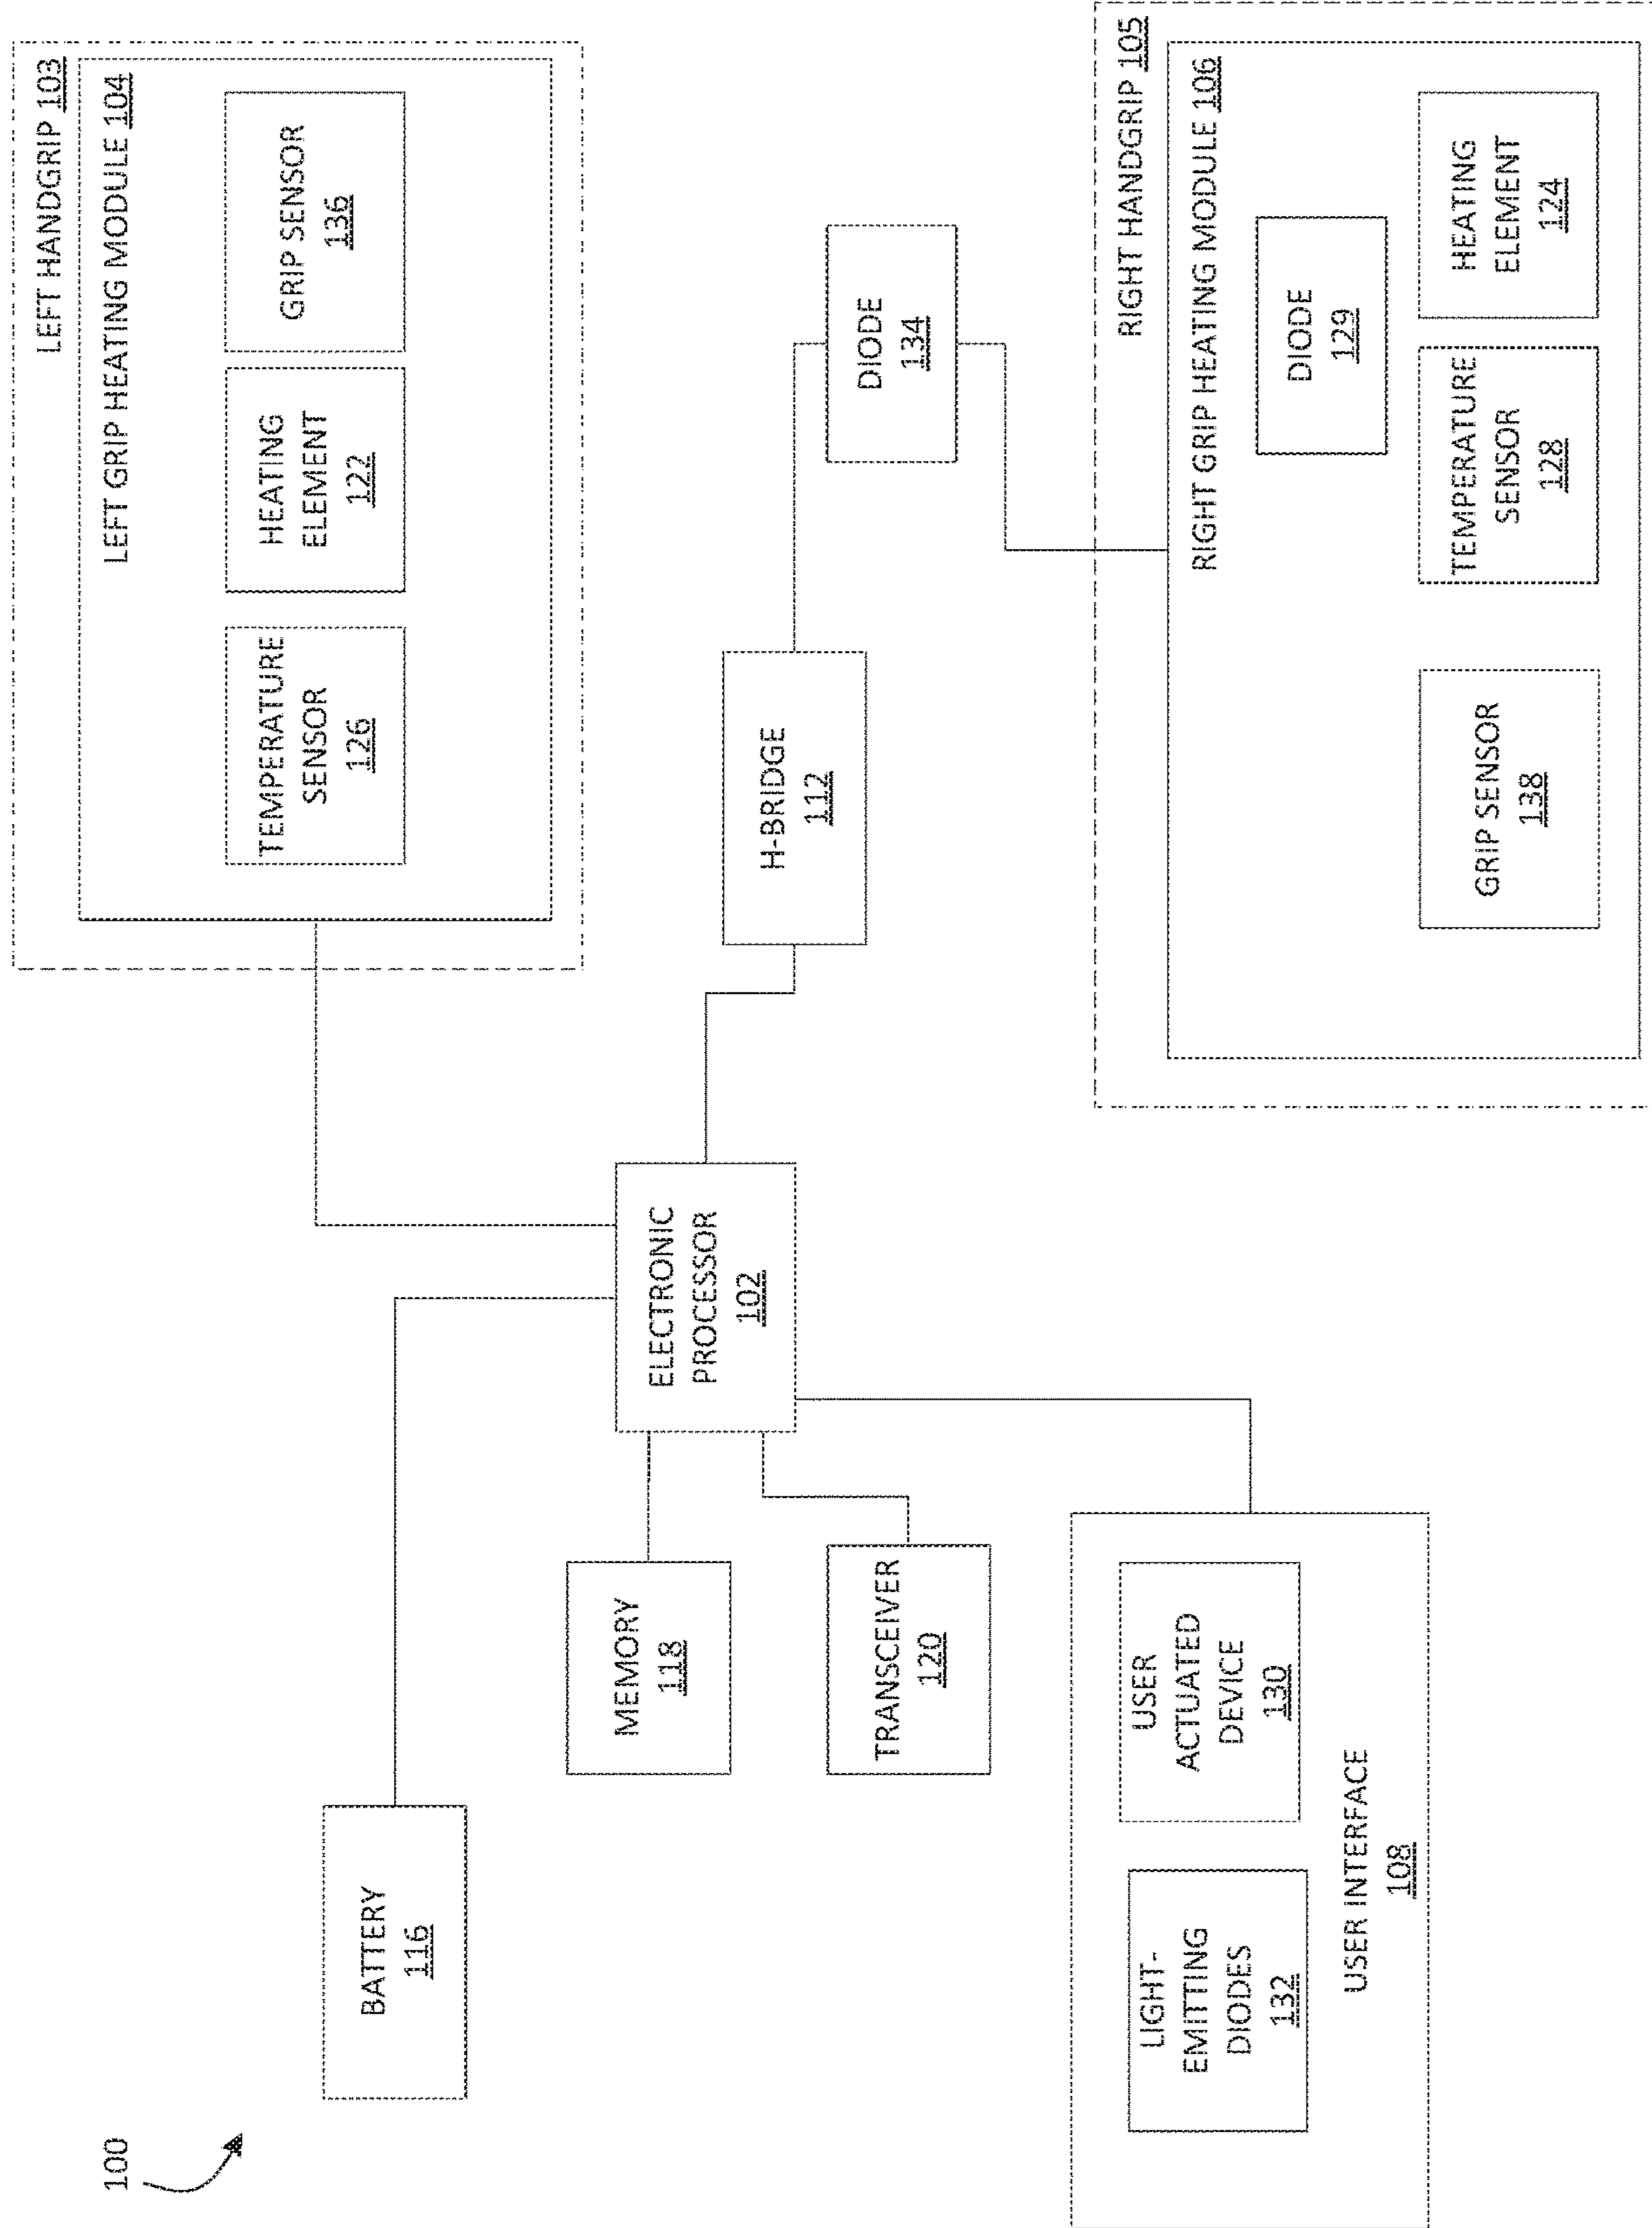 100
BATTERY
116
MEMORY
118
TRANSCEIVER
120
LIGHT-
EMITTING
DIODES
132
USER
ACTUATED
DEVICE
130
USER INTERFACE
108
ELECTRONIC
PROCESSOR
102
LEFT HANDGRIP 103
LEFT GRIP HEATING MODULE 104
TEMPERATURE
SENSOR
126
HEATING
ELEMENT
122
GRIP SENSOR
136
H-BRIDGE
112
DIODE
134
RIGHT HANDGRIP 105
RIGHT GRIP HEATING MODULE 106
DIODE
129
GRIP SENSOR
138
TEMPERATURE
SENSOR
128
HEATING
ELEMENT
124